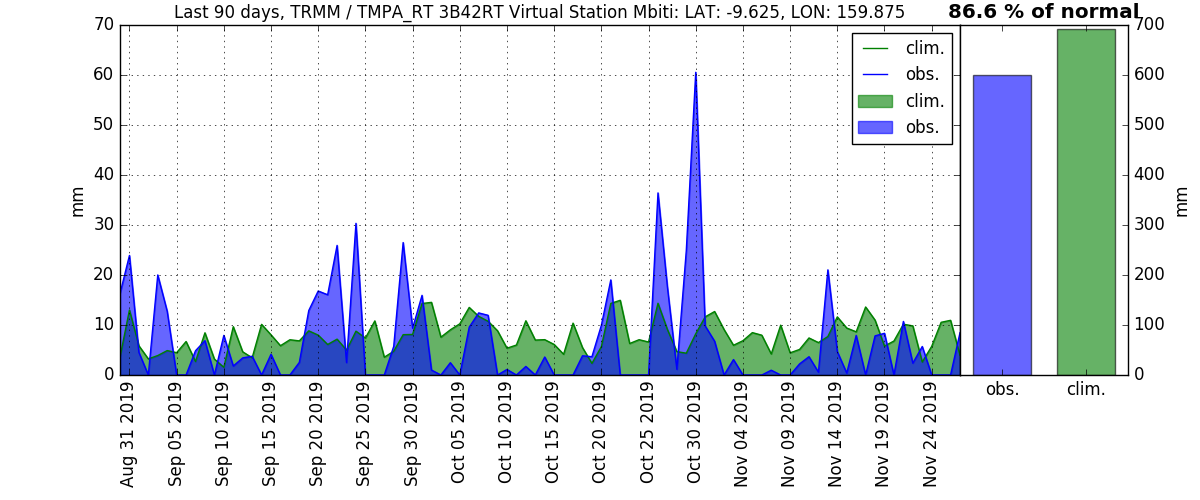 Last 90 days, TRMM / TMPA_RT 3B42RT Virtual Station Mbiti: LAT: -9.625, LON: 159.875
86.6 % of normal
70
60
50
40
30
20
10
0
mm
clim.
obs.
clim.
obs.
700
600
500
400
300
200
100
0
mm
obs.
clim.
Aug 31 2019
Sep 05 2019
Sep 10 2019
Sep 15 2019
Sep 20 2019
Sep 25 2019
Sep 30 2019
Oct 05 2019
Oct 10 2019
Oct 15 2019
Oct 20 2019
Oct 25 2019
Oct 30 2019
Nov 04 2019
Nov 09 2019
Nov 14 2019
Nov 19 2019
Nov 24 2019